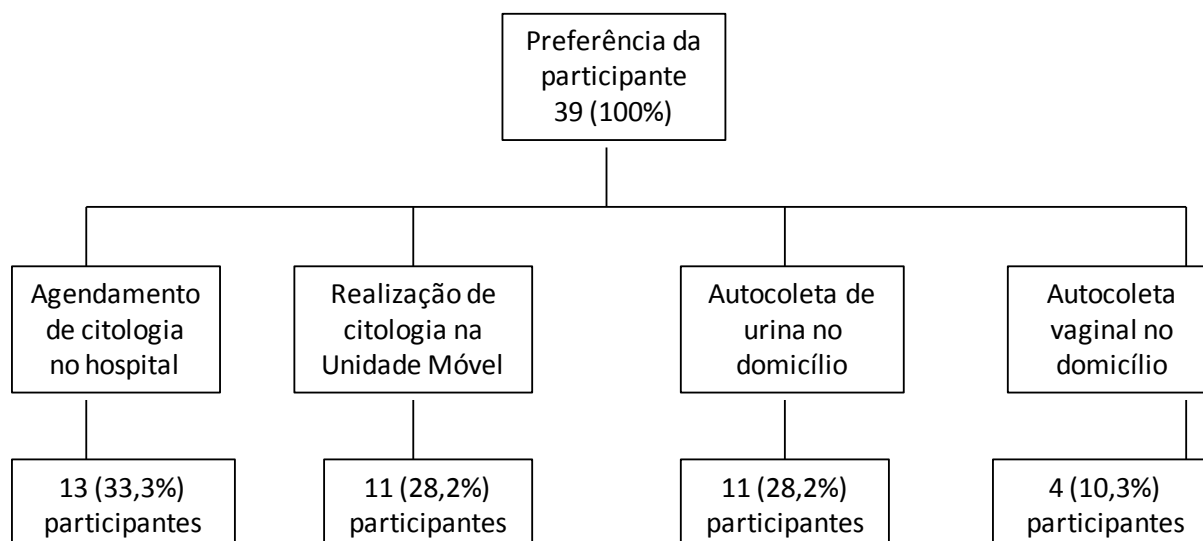 Preferência da
participante
39 (100%)
Agendamento
de citologia
no hospital
Realização de
citologia na
Unidade Móvel
Autocoleta de
urina no
domicílio
Autocoleta
vaginal no
domicílio
13 (33,3%)
participantes
11 (28,2%)
participantes
11 (28,2%)
participantes
4 (10,3%)
participantes